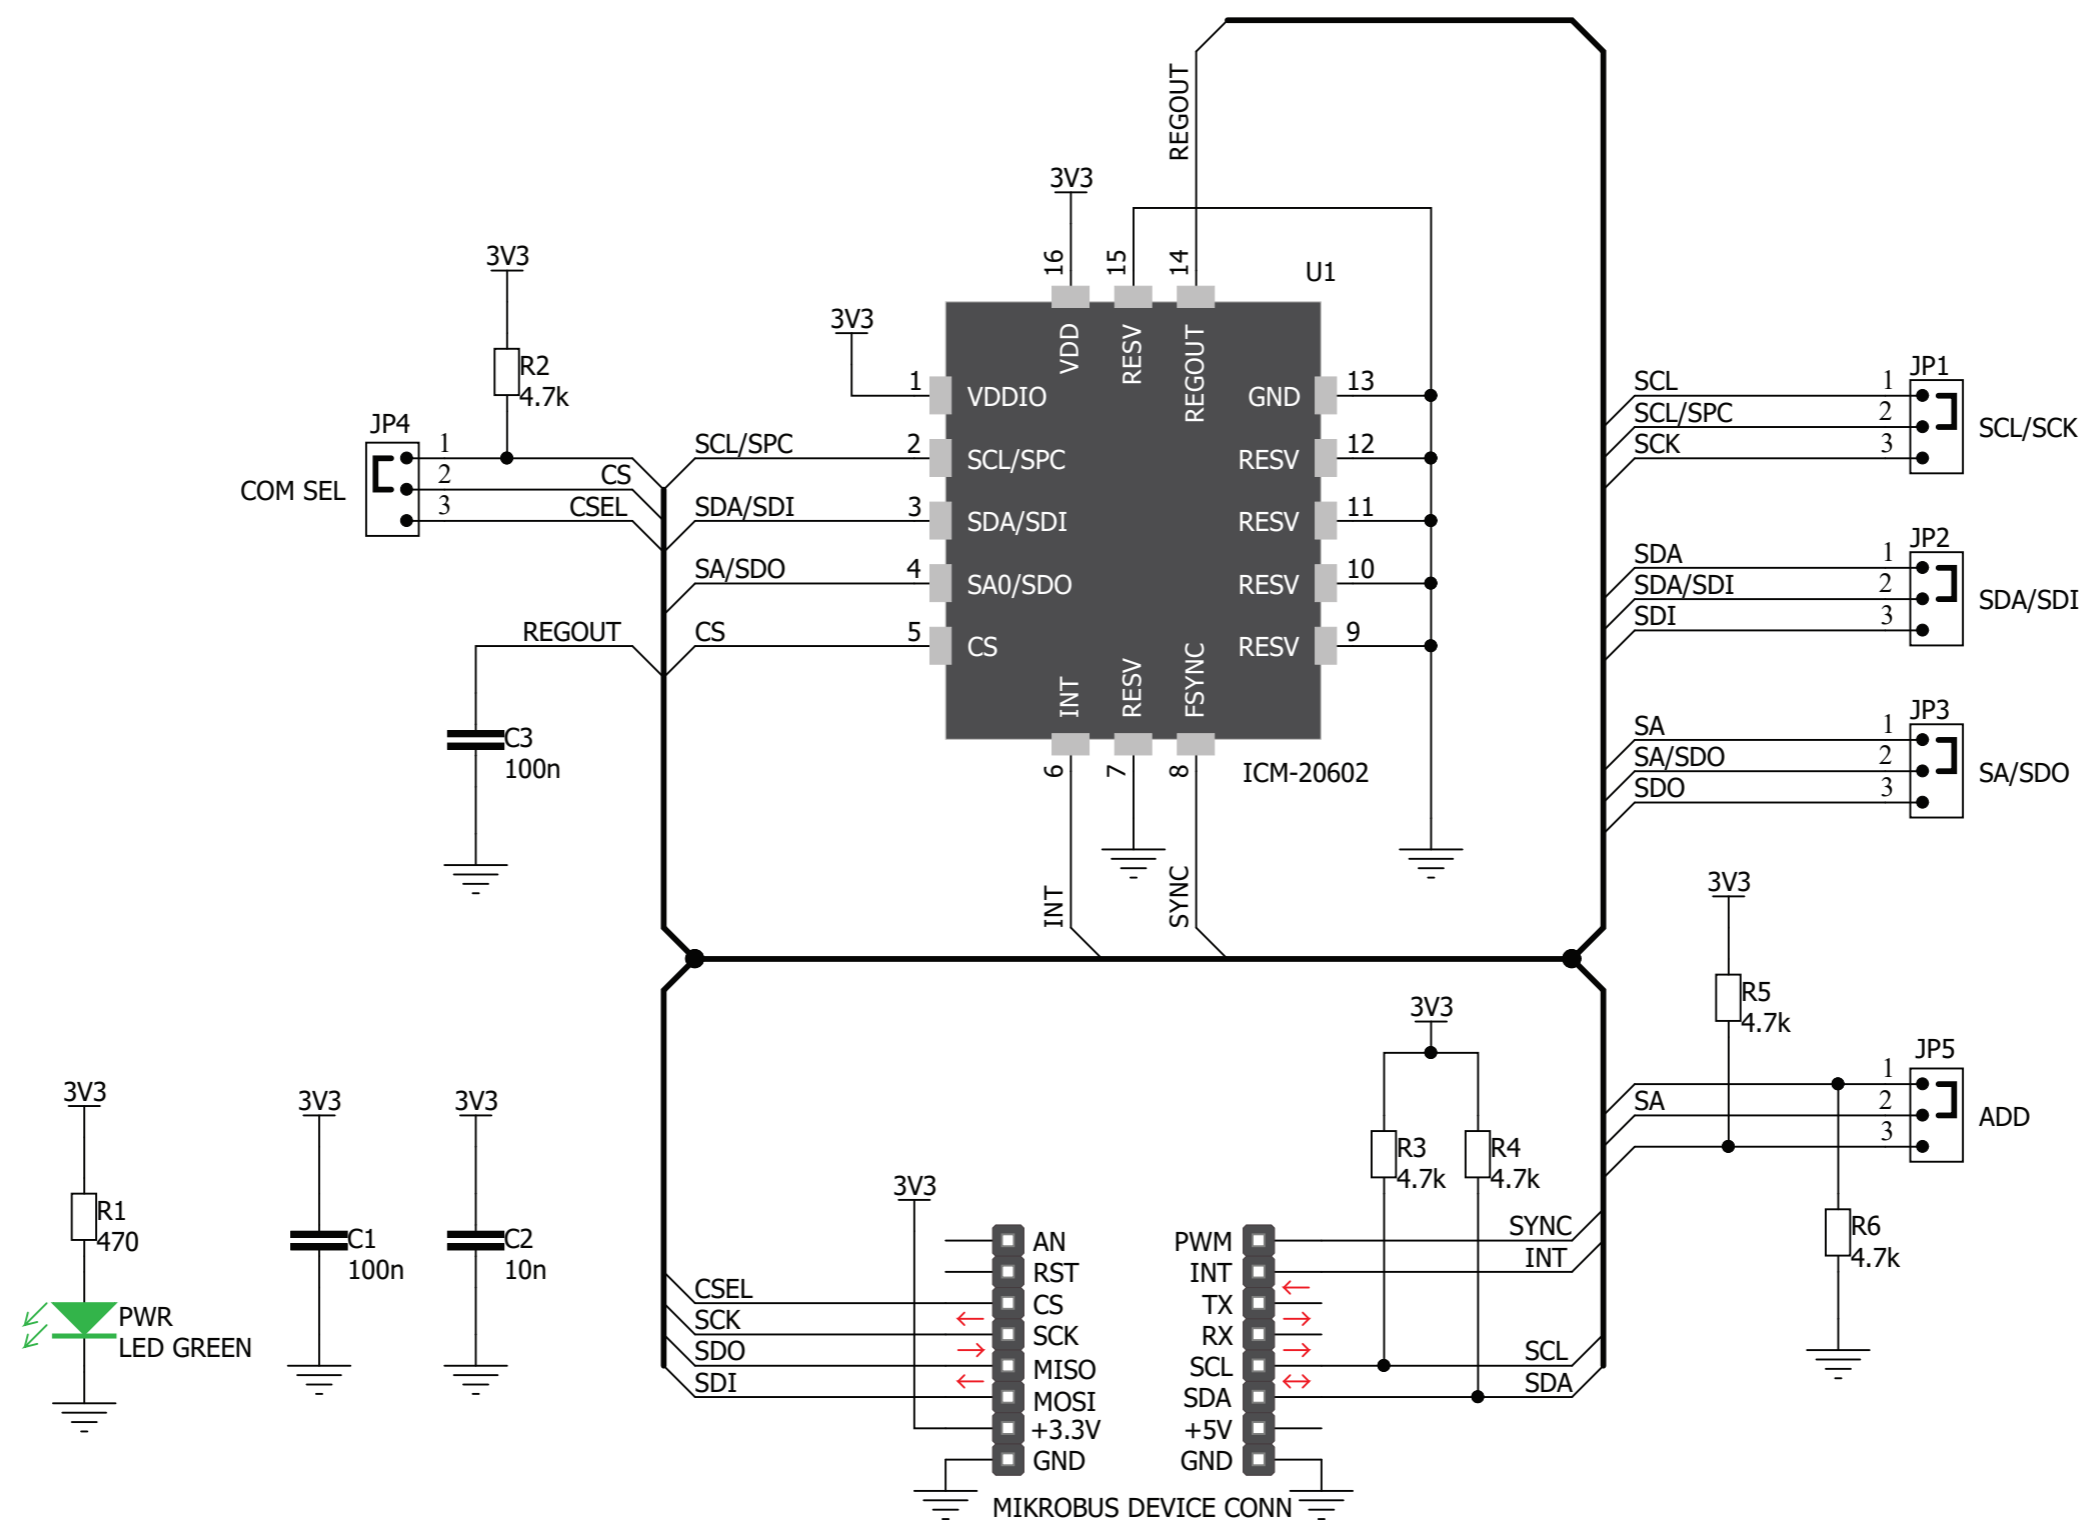 REGOUT
3V3
16
15
14
U1
3V3
R2
4.7k
3V3
VDD
RESV
REGOUT
JP4
1
2
3
CS
CSEL
COM SEL
1
VDDIO
SCL/SPC
2
SCL/SPC
SDA/SDI
3
SDA/SDI
SA/SDO
4
SA0/SDO
CS
5
CS
GND
13
RESV
12
RESV
11
RESV
10
RESV
9
INT
RESV
FSYNC
6
7
8
ICM-20602
INT
SYNC
REGOUT
C3
100n
JP1
SCL
1
SCL/SPC
2
SCK
3
SCL/SCK
JP2
SDA
1
SDA/SDI
2
SDI
3
SDA/SDI
JP3
SA
1
SA/SDO
2
SDO
3
SA/SDO
3V3
R5
4.7k
JP5
1
SA
2
3
ADD
R6
4.7k
3V3
R3
4.7k
R4
4.7k
3V3
R1
470
PWR
LED GREEN
3V3
C1
100n
3V3
C2
10n
3V3
AN
RST
CSEL
CS
SCK
SCK
SDO
MISO
SDI
MOSI
+3.3V
GND
PWM
SYNC
INT
INT
TX
RX
SCL
SCL
SDA
SDA
+5V
GND
MIKROBUS DEVICE CONN